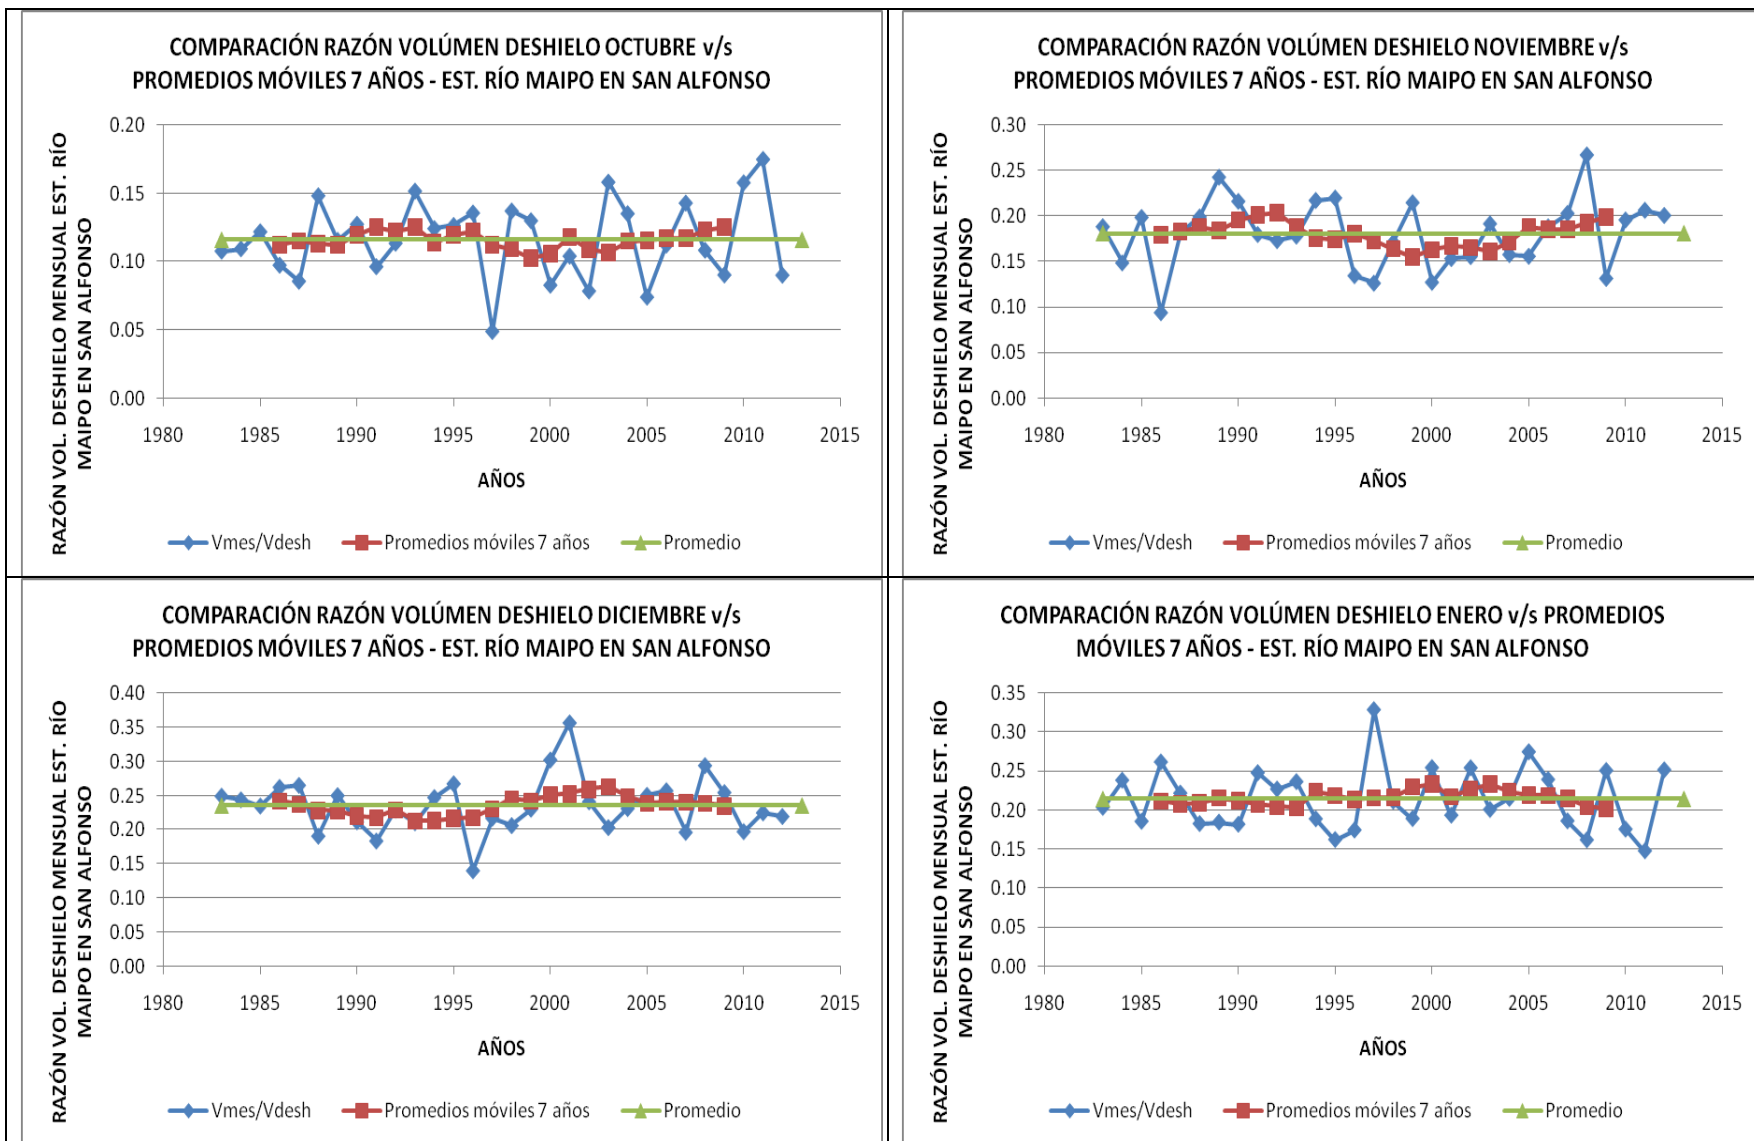 COMPARACIÓN RAZÓN VOLÚMEN DESHIELO OCTUBRE v/s
PROMEDIOS MÓVILES 7 AÑOS - EST. RÍO MAIPO EN SAN ALFONSO
RAZÓN VOL. DESHIELO MENSUAL EST. RÍO
MAIPO EN SAN ALFONSO
0.20
0.15
0.10
0.05
0.00
1980 1985 1990 1995 2000 2005 2010 2015
AÑOS
Vmes/Vdesh Promedios móviles 7 años Promedio
COMPARACIÓN RAZÓN VOLÚMEN DESHIELO NOVIEMBRE v/s
PROMEDIOS MÓVILES 7 AÑOS - EST. RÍO MAIPO EN SAN ALFONSO
RAZÓN VOL. DESHIELO MENSUAL EST. RÍO
MAIPO EN SAN ALFONSO
0.30
0.25
0.20
0.15
0.10
0.05
0.00
1980 1985 1990 1995 2000 2005 2010 2015
AÑOS
Vmes/Vdesh Promedios móviles 7 años Promedio
COMPARACIÓN RAZÓN VOLÚMEN DESHIELO DICIEMBRE v/s
PROMEDIOS MÓVILES 7 AÑOS - EST. RÍO MAIPO EN SAN ALFONSO
RAZÓN VOL. DESHIELO MENSUAL EST. RÍO
MAIPO EN SAN ALFONSO
0.40
0.35
0.30
0.25
0.20
0.15
0.10
0.05
0.00
1980 1985 1990 1995 2000 2005 2010 2015
AÑOS
Vmes/Vdesh Promedios móviles 7 años Promedio
COMPARACIÓN RAZÓN VOLÚMEN DESHIELO ENERO v/s PROMEDIOS
MÓVILES 7 AÑOS - EST. RÍO MAIPO EN SAN ALFONSO
RAZÓN VOL. DESHIELO MENSUAL EST. RÍO
MAIPO EN SAN ALFONSO
0.35
0.30
0.25
0.20
0.15
0.10
0.05
0.00
1980 1985 1990 1995 2000 2005 2010 2015
AÑOS
Vmes/Vdesh Promedios móviles 7 años Promedio